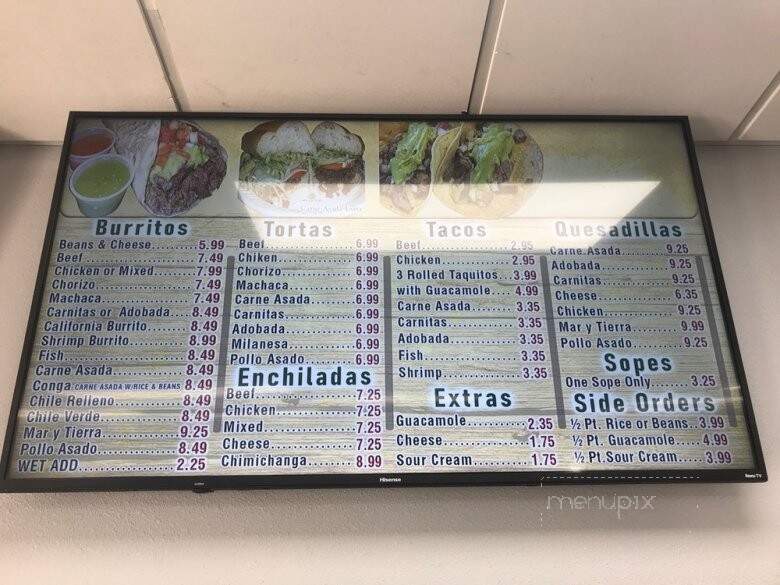 Burritos
Beans & Cheese..........5.99
Beef..........7.49
Chicken or Mixed..........7.99
Chorizo..........7.49
Machaca..........7.49
Carnitas or Adobada..........8.49
California Burrito..........8.49
Shrimp Burrito..........8.99
Fish..........8.49
Carne Asada..........8.49
Conga CARNE ASADA W/RICE & BEANS 8.49
Chile Relleno..........8.49
Chile Verde..........8.49
Mar y Tierra..........9.25
Pollo Asado..........8.49
WET ADD..........2.25
Tortas
Beef..........6.99
Chiken..........6.99
Chorizo..........6.99
Machaca..........6.99
Carne Asada..........6.99
Carnitas..........6.99
Adobada..........6.99
Milanesa..........6.99
Pollo Asado..........6.99
Enchiladas
Beef..........7.25
Chicken..........7.25
Mixed..........7.25
Cheese..........7.25
Chimichanga..........8.99
Tacos
Beef..........2.95
Chicken..........2.95
3 Rolled Taquitos...3.99
with Guacamole...4.99
Carne Asada..........3.35
Carnitas..........3.35
Adobada..........3.35
Fish..........3.35
Shrimp..........3.35
Extras
Guacamole..........2.35
Cheese..........1.75
Sour Cream..........1.75
Quesadillas
Carne Asada..........9.25
Adobada..........9.25
Carnitas..........9.25
Cheese..........6.35
Chicken..........9.25
Mar y Tierra..........9.99
Pollo Asado..........9.25
Sopes
One Sope Only..........3.25
Side Orders
½ Pt. Rice or Beans..3.99
½ Pt. Guacamole.....4.99
½ Pt.Sour Cream.....3.99
Hisense
Roku TV
menupix